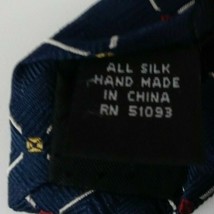 ALL SILK
HAND MADE
IN CHINA
RN 51093